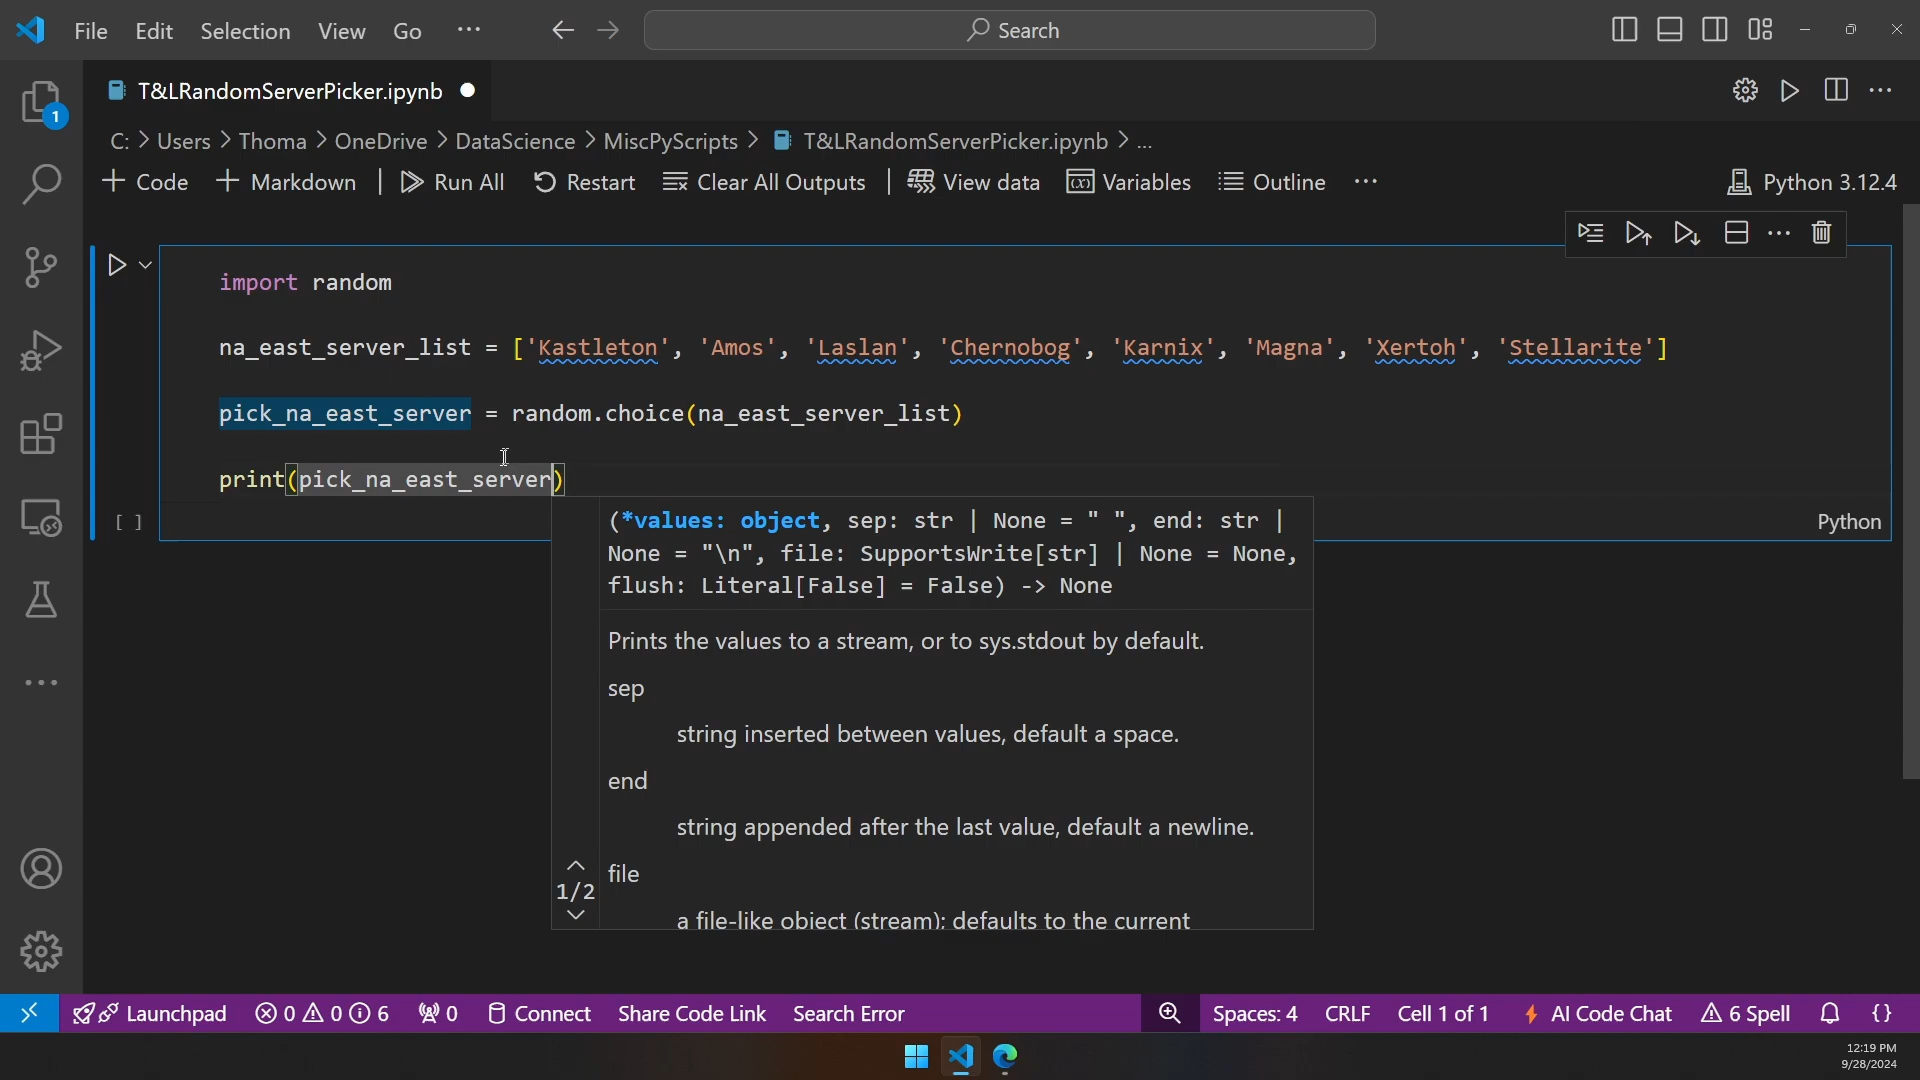 File Edit Selection View Go ··· Search
1
T&LRandomServerPicker.ipynb
C: > Users > Thoma > OneDrive > DataScience > MiscPyScripts > T&LRandomServerPicker.ipynb > ...
+ Code + Markdown | Run All Restart Clear All Outputs | View data Variables Outline ··· Python 3.12.4
import random
na_east_server_list = ['Kastleton', 'Amos', 'Laslan', 'Chernobog', 'Karnix', 'Magna', 'Xertoh', 'Stellarite']
pick_na_east_server = random.choice(na_east_server_list)
print(pick_na_east_server)
[ ]
Python
(*values: object, sep: str | None = " ", end: str |
None = "\n", file: SupportsWrite[str] | None = None,
flush: Literal[False] = False) -> None
Prints the values to a stream, or to sys.stdout by default.
sep
string inserted between values, default a space.
end
string appended after the last value, default a newline.
file
1/2
a file-like object (stream); defaults to the current
Launchpad 0 0 6 0 Connect Share Code Link Search Error Spaces: 4 CRLF Cell 1 of 1 AI Code Chat 6 Spell {}
12:19 PM
9/28/2024